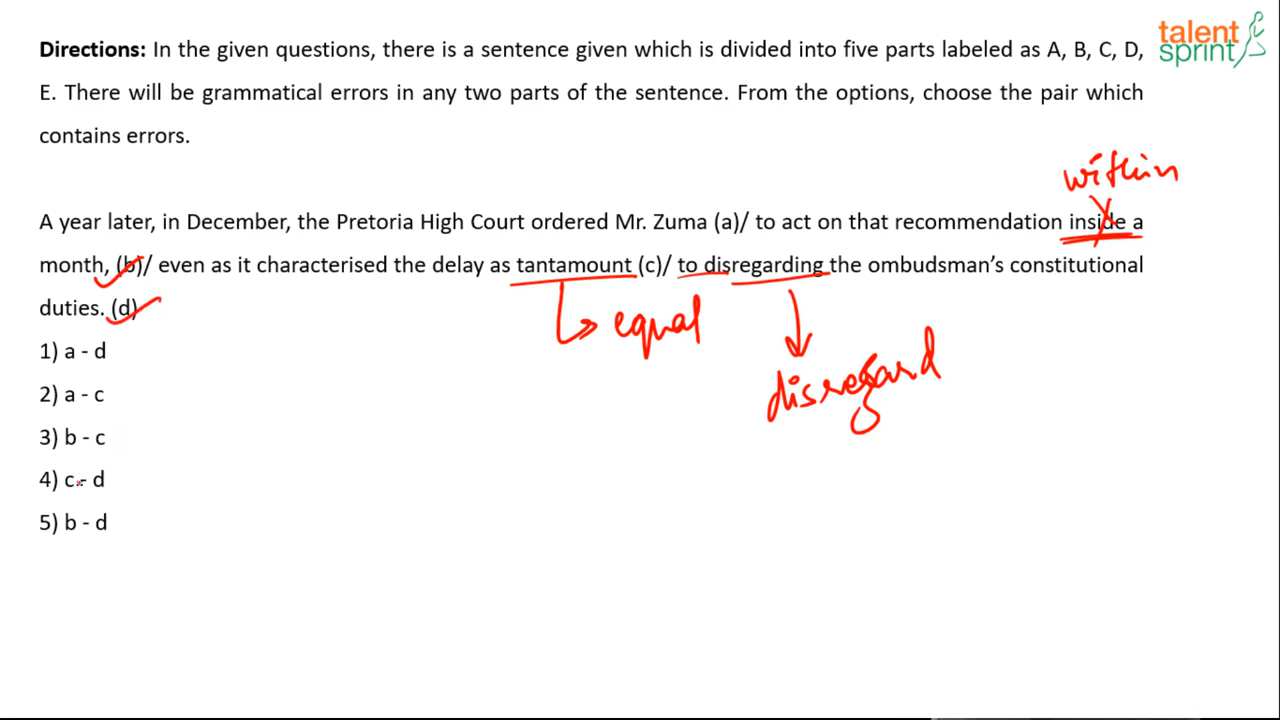 talent
sprint
Directions: In the given questions, there is a sentence given which is divided into five parts labeled as A, B, C, D,
E. There will be grammatical errors in any two parts of the sentence. From the options, choose the pair which
contains errors.
within
A year later, in December, the Pretoria High Court ordered Mr. Zuma (a)/ to act on that recommendation inside a
month, (b)/ even as it characterised the delay as tantamount (c)/ to disregarding the ombudsman's constitutional
duties. (d)
equal
disregard
1) a - d
2) a - c
3) b - c
4) c - d
5) b - d